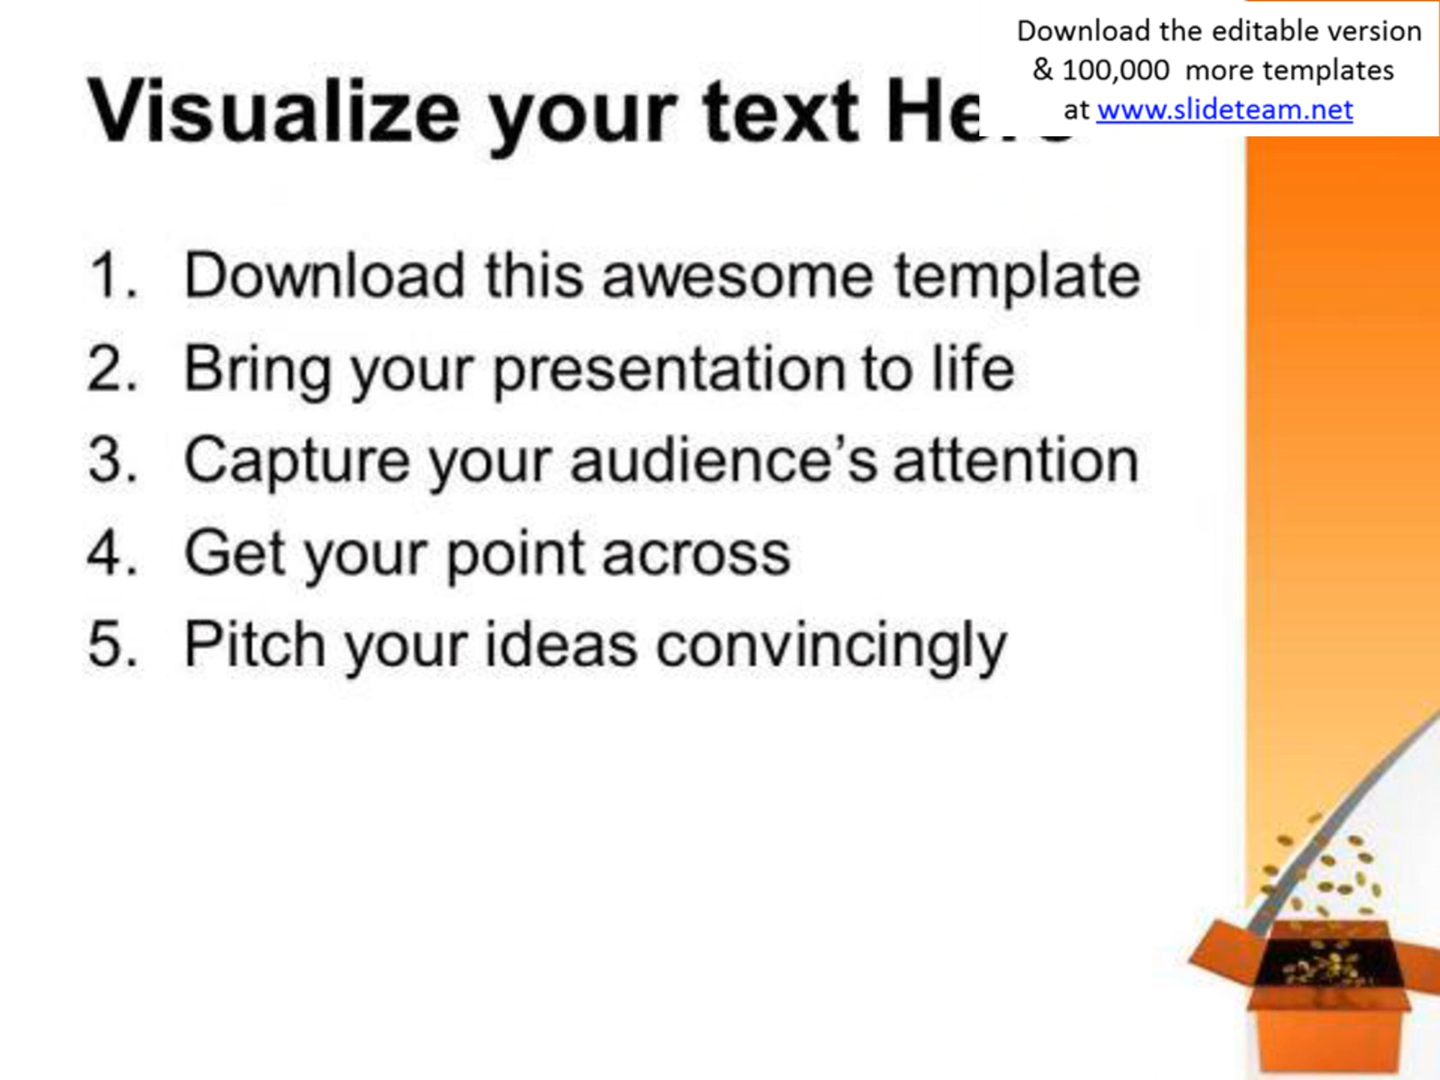 Download the editable version
& 100,000 more templates
at www.slideteam.net
Visualize your text Here
1. Download this awesome template
2. Bring your presentation to life
3. Capture your audience’s attention
4. Get your point across
5. Pitch your ideas convincingly